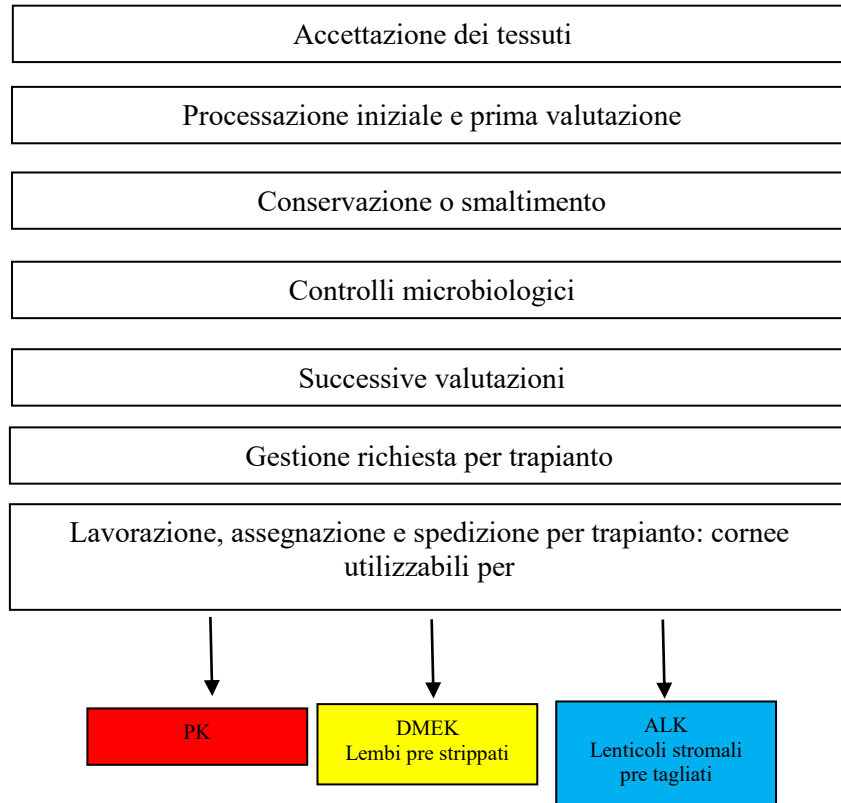 Accettazione dei tessuti
Processazione iniziale e prima valutazione
Conservazione o smaltimento
Controlli microbiologici
Successive valutazioni
Gestione richiesta per trapianto
Lavorazione, assegnazione e spedizione per trapianto: cornee
utilizzabili per
PK
DMEK
Lembi pre strippati
ALK
Lenticoli stromali
pre tagliati